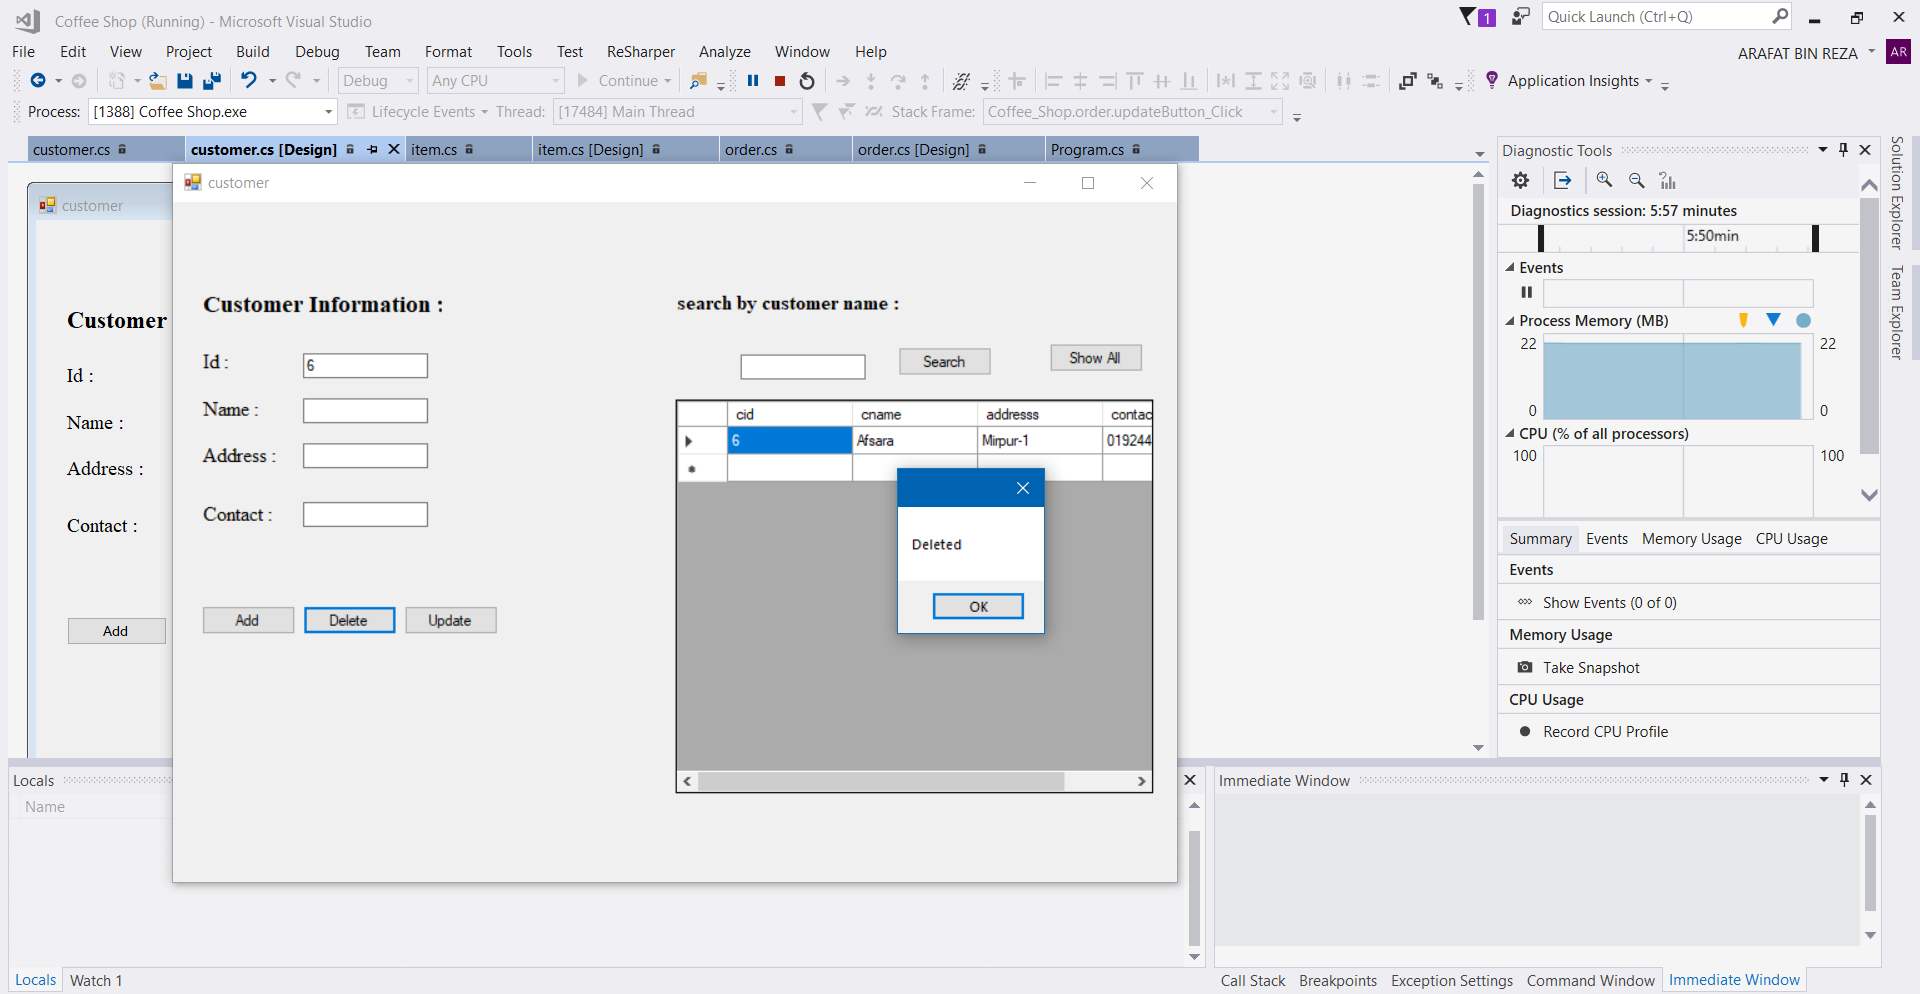 Coffee Shop (Running) - Microsoft Visual Studio
1
Quick Launch (Ctrl+Q)
File Edit View Project Build Debug Team Format Tools Test ReSharper Analyze Window Help
ARAFAT BIN REZA AR
Debug Any CPU Continue Application Insights
Process: [1388] Coffee Shop.exe Lifecycle Events Thread: [17484] Main Thread Stack Frame: Coffee_Shop.order.updateButton_Click
customer.cs customer.cs [Design] item.cs item.cs [Design] order.cs order.cs [Design] Program.cs
customer
Customer
Id :
Name :
Address :
Contact :
Add
customer
Customer Information :
Id : 6
Name :
Address :
Contact :
Add Delete Update
search by customer name :
Search Show All
cid cname addresss contac
6 Afsara Mirpur-1 019244
Deleted
OK
Diagnostic Tools
Diagnostics session: 5:57 minutes
5:50min
Events
Process Memory (MB)
22 22
0 0
CPU (% of all processors)
100 100
Summary Events Memory Usage CPU Usage
Events
Show Events (0 of 0)
Memory Usage
Take Snapshot
CPU Usage
Record CPU Profile
Solution Explorer
Team Explorer
Locals
Name
Locals Watch 1
Immediate Window
Call Stack Breakpoints Exception Settings Command Window Immediate Window